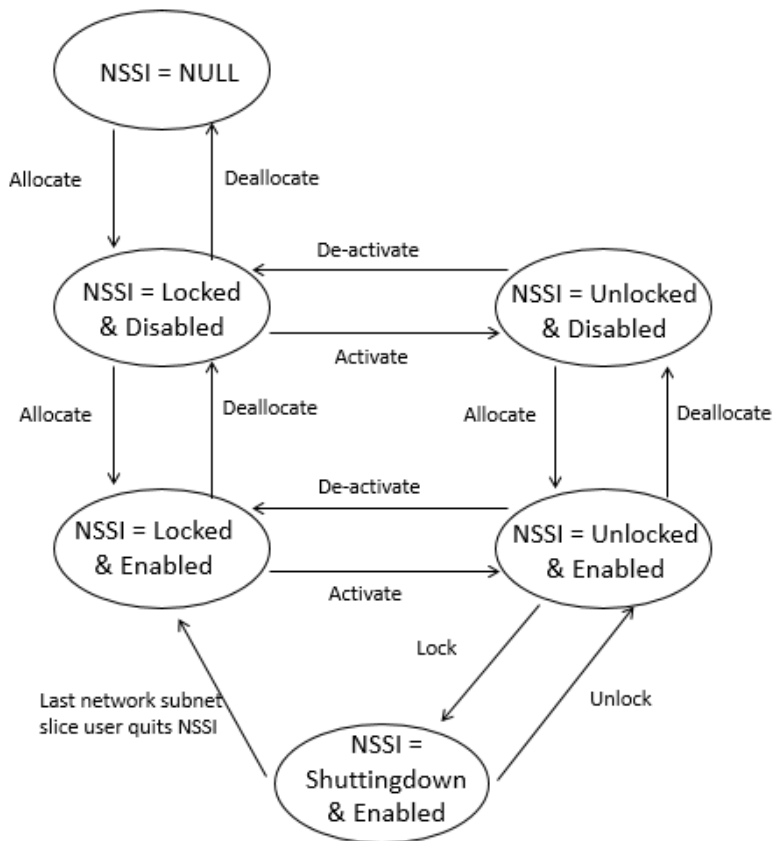 NSSI = NULL
Allocate
Deallocate
De-activate
NSSI = Locked
& Disabled
NSSI = Unlocked
& Disabled
Activate
Allocate
Deallocate
Allocate
Deallocate
De-activate
NSSI = Locked
& Enabled
NSSI = Unlocked
& Enabled
Activate
Lock
Last network subnet
slice user quits NSSI
Unlock
NSSI =
Shuttingdown
& Enabled